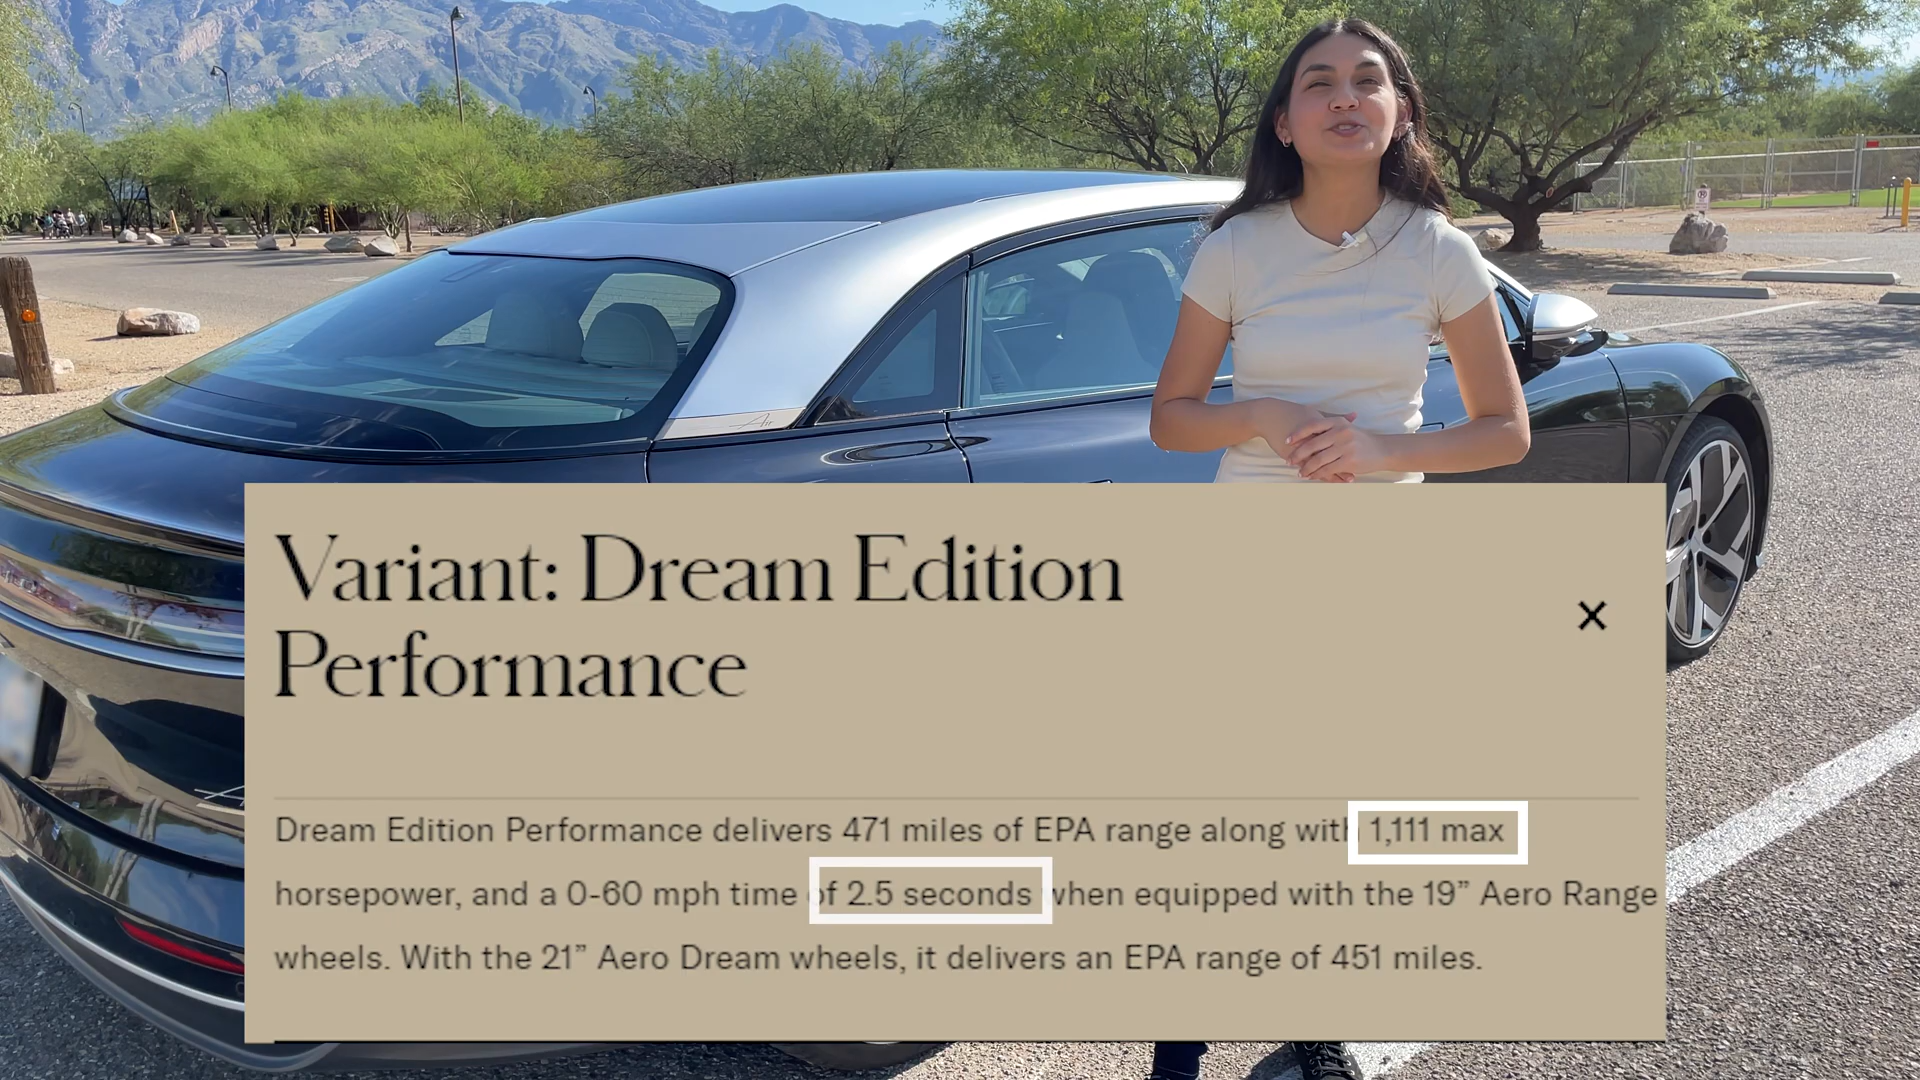 Air
Variant: Dream Edition
Performance
Dream Edition Performance delivers 471 miles of EPA range along with 1,111 max
horsepower, and a 0-60 mph time of 2.5 seconds when equipped with the 19” Aero Range
wheels. With the 21” Aero Dream wheels, it delivers an EPA range of 451 miles.